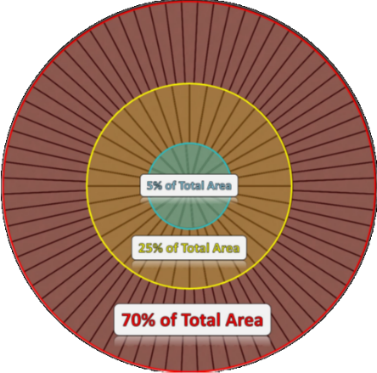 5% of Total Area
25% of Total Area
70% of Total Area